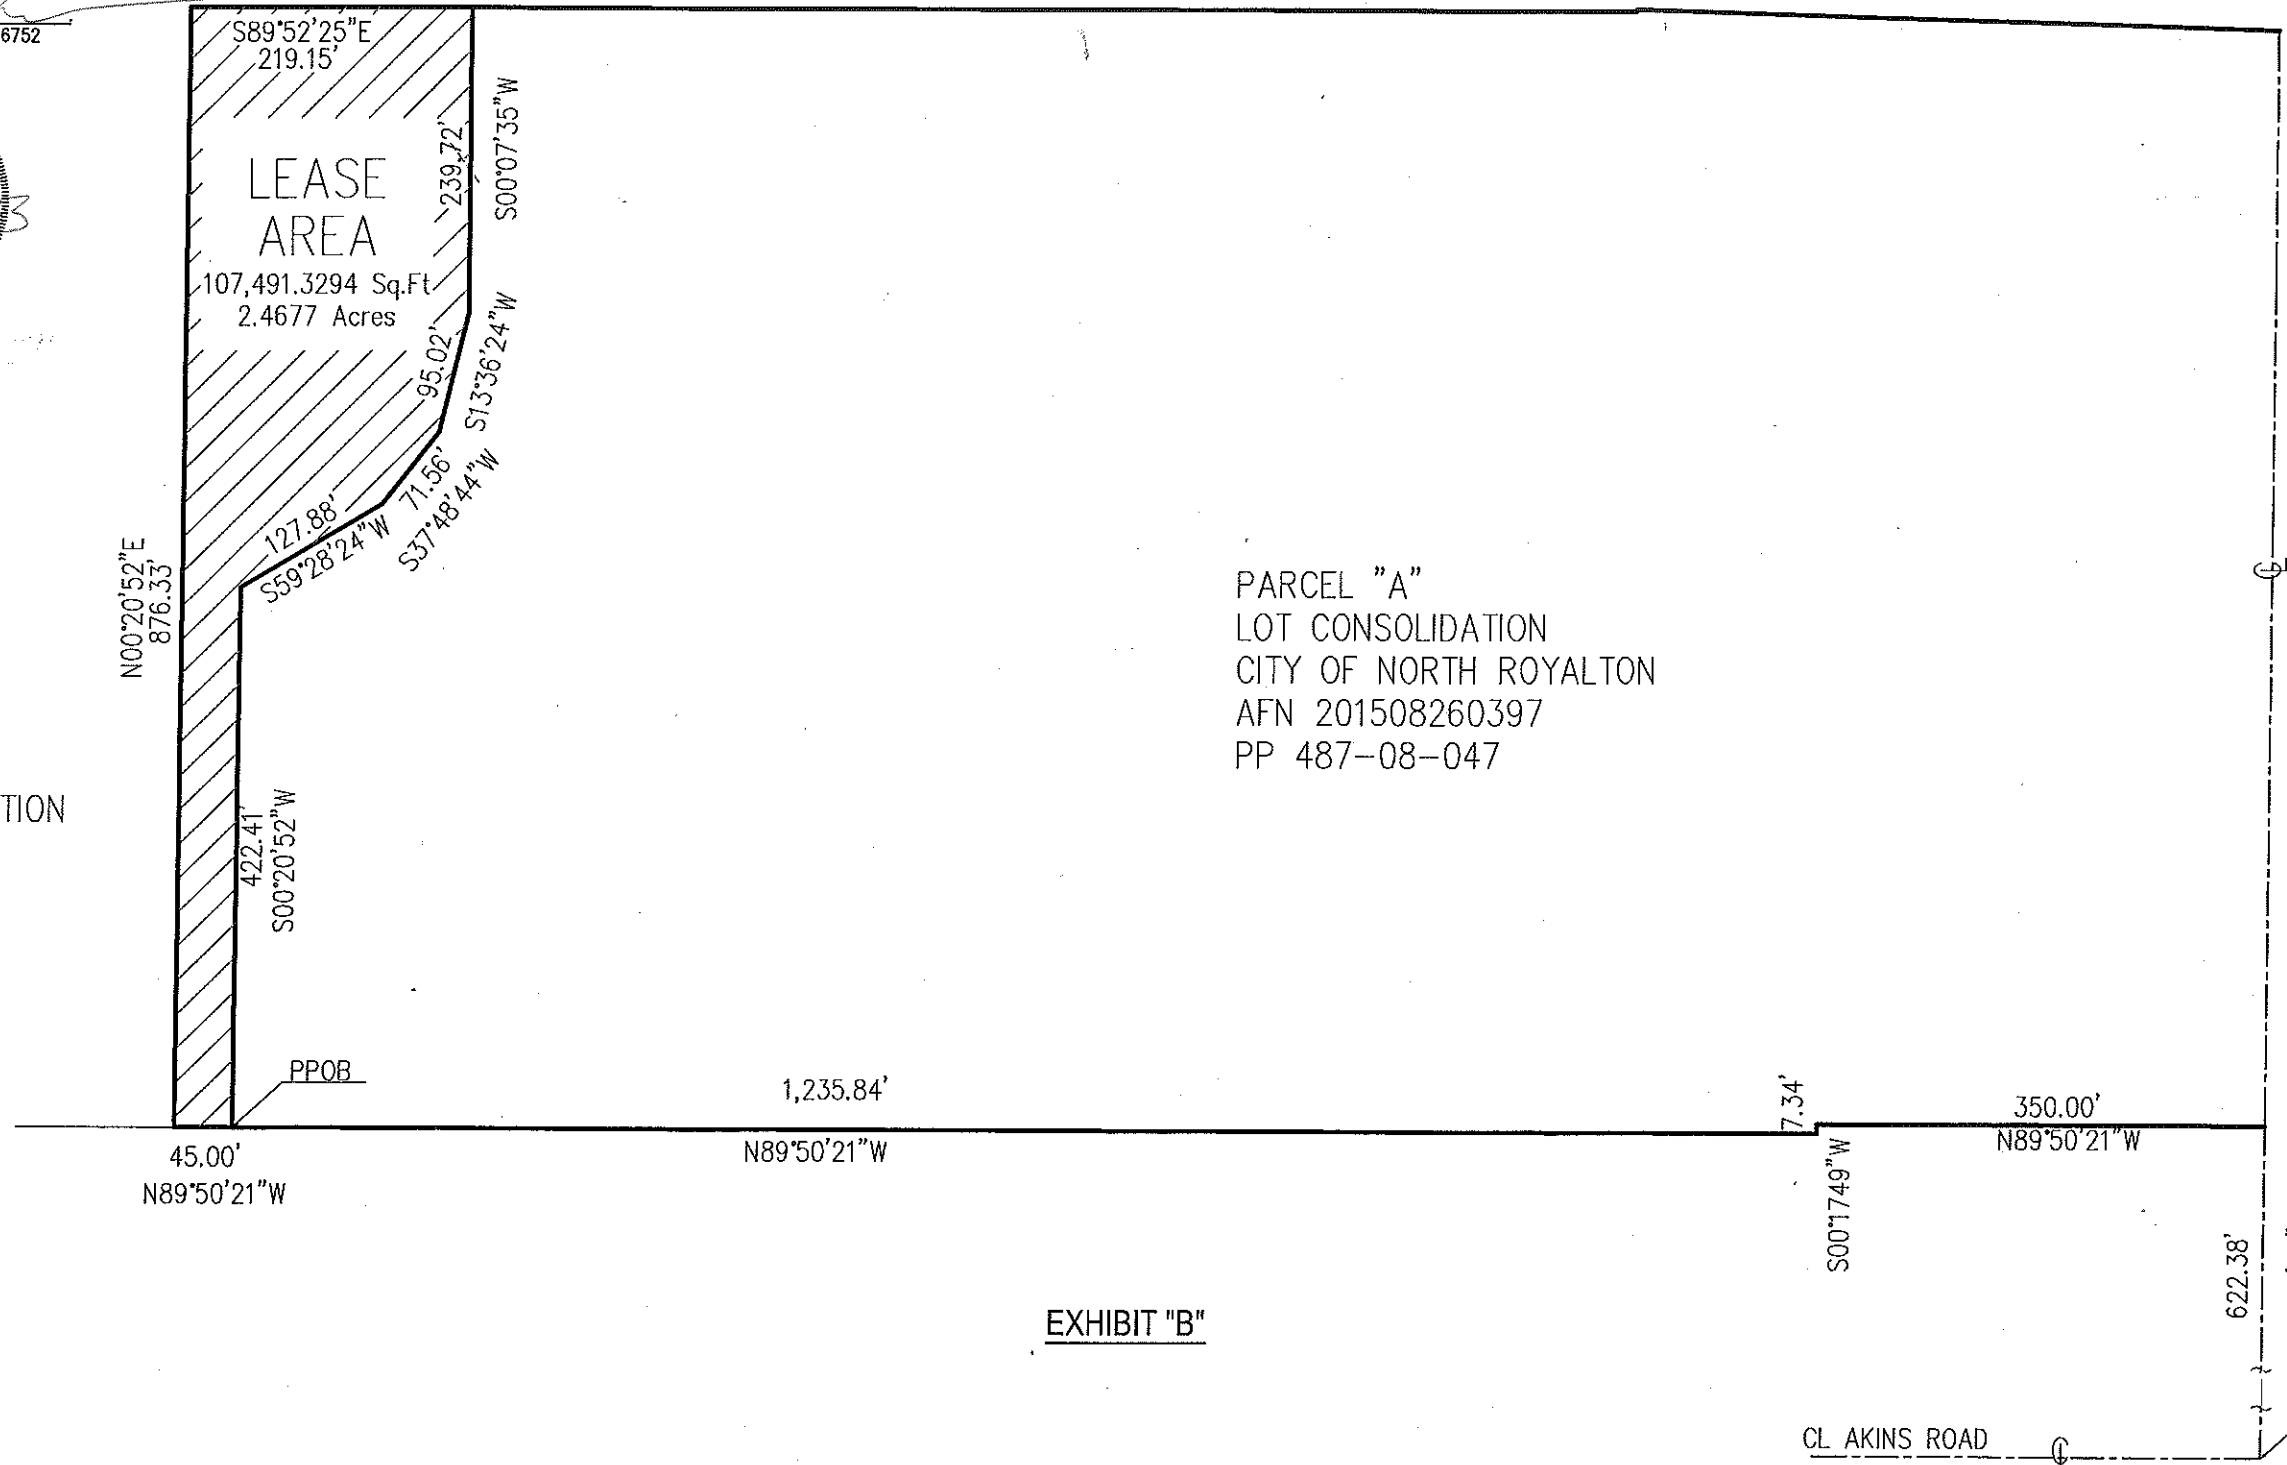 6752
S89°52'25"E
219.15'
239.72'
S00°07'35"W
LEASE
AREA
107,491.3294 Sq.Ft
2.4677 Acres
95.02'
S13°36'24"W
71.56'
S37°48'44"W
127.88'
S59°28'24"W
N00°20'52"E
876.33'
PARCEL "A"
LOT CONSOLIDATION
CITY OF NORTH ROYALTON
AFN 201508260397
PP 487-08-047
TION
422.41'
S00°20'52"W
PPOB
1,235.84'
N89°50'21"W
7.34'
S00°17'49"W
350.00'
N89°50'21"W
45.00'
N89°50'21"W
622.38'
EXHIBIT "B"
CL AKINS ROAD